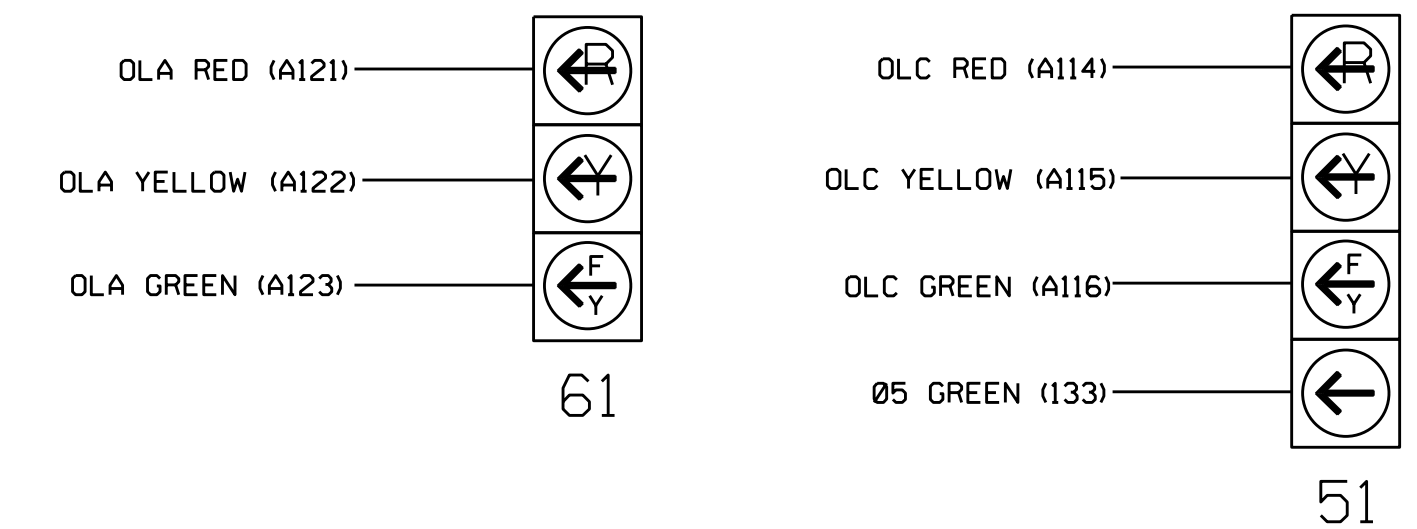 OLA RED (A121)
R
OLA YELLOW (A122)
Y
OLA GREEN (A123)
F
Y
61
OLC RED (A114)
R
OLC YELLOW (A115)
Y
OLC GREEN (A116)
F
Y
Ø5 GREEN (133)
51